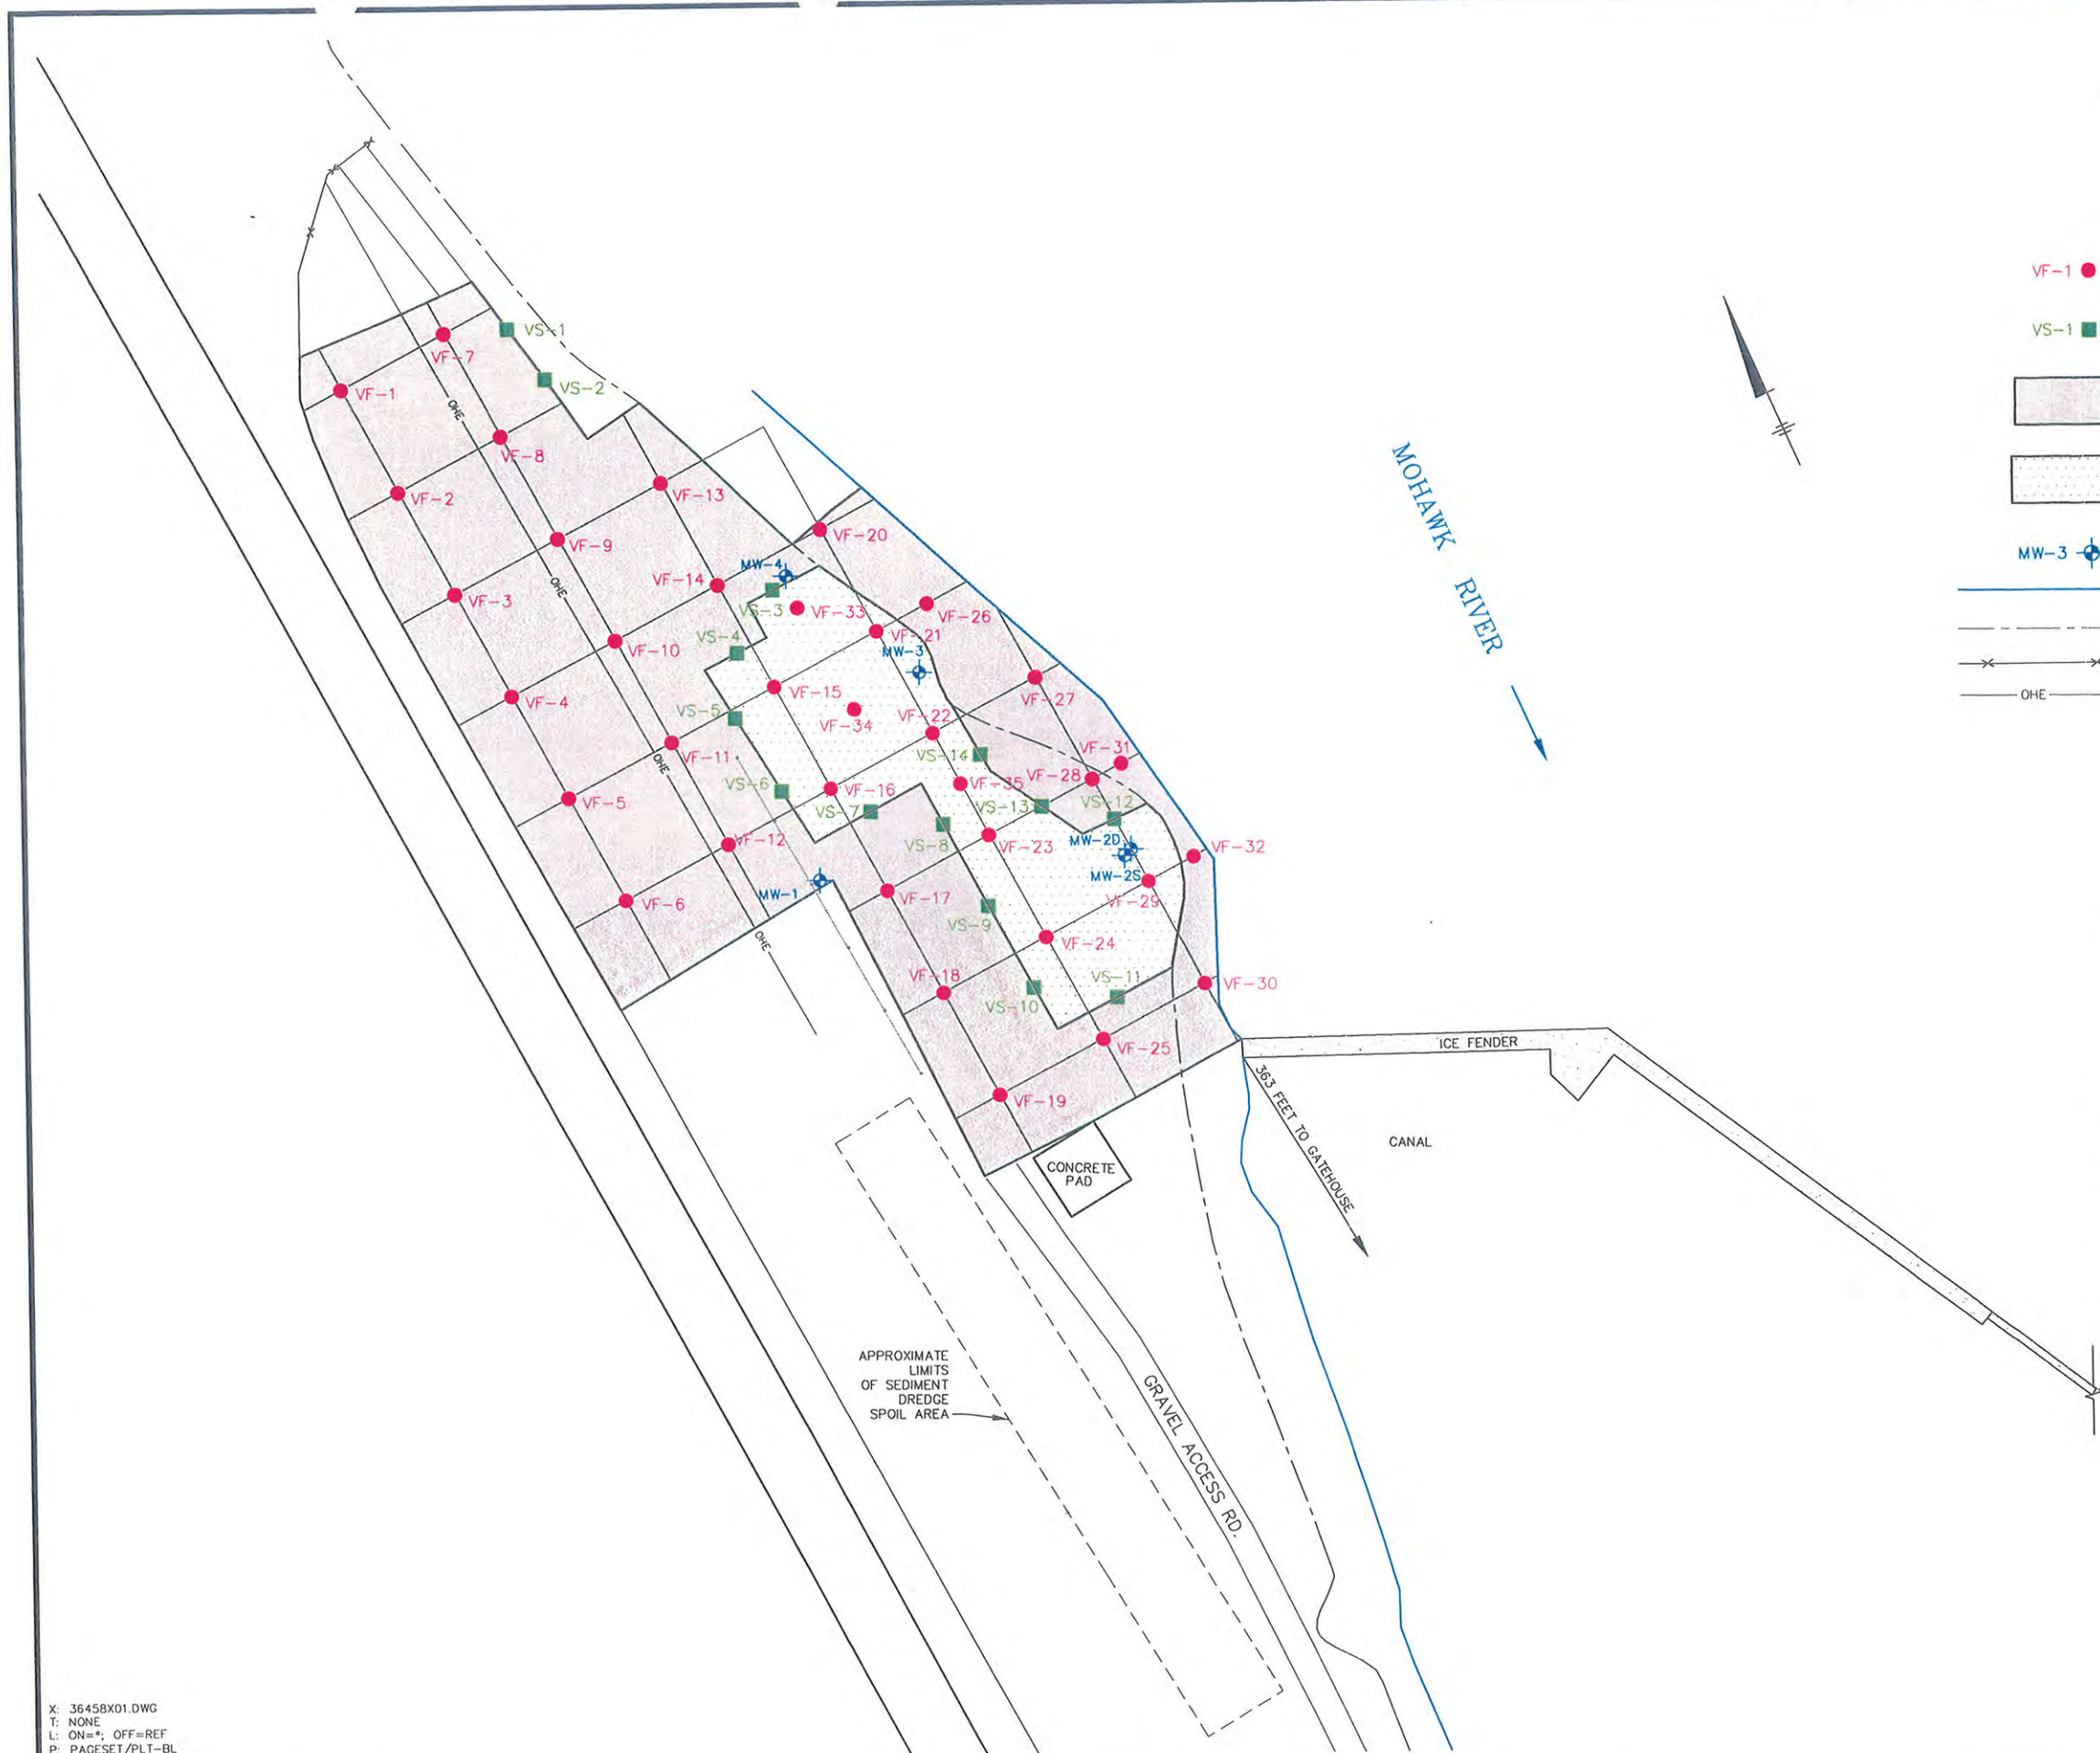 VF-1
VS-1
MW-3
OHE
MOHAWK RIVER
VS-1
VF-7
VS-2
VF-1
OHE
VF-8
VF-2
VF-13
VF-20
VF-9
MW-4
VF-14
OHE
VF-3
VS-3
VF-33
VF-26
VS-4
VF-21
VF-10
MW-3
VF-15
VF-27
VF-4
VS-5
VF-34
VF-22
VF-31
VF-11
VS-14
OHE
VF-28
VS-6
VF-16
VF-35
VF-5
VS-7
VS-13
VS-12
VF-12
VS-8
VF-23
MW-2D
VF-32
MW-2S
MW-1
VF-17
VF-29
VF-6
VS-9
OHE
VF-24
VF-18
VS-11
VF-30
VS-10
VF-25
ICE FENDER
VF-19
363 FEET TO GATEHOUSE
CANAL
CONCRETE
PAD
APPROXIMATE
LIMITS
OF SEDIMENT
DREDGE
SPOIL AREA
GRAVEL ACCESS RD.
X: 36458X01.DWG
T: NONE
L: ON=*; OFF=REF
P: PAGESET/PLT-BL